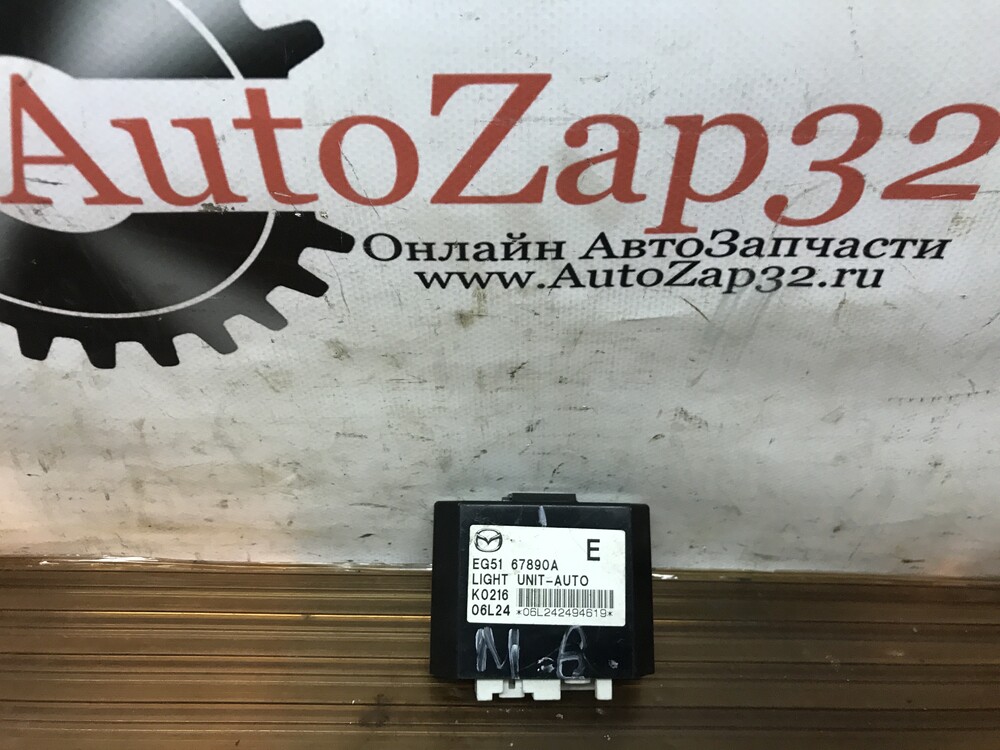 AutoZap32
Онлайн АвтоЗапчасти
www.AutoZap32.ru
E
EG51 67890A
LIGHT UNIT-AUTO
K0216
06L24 *06L242494619*